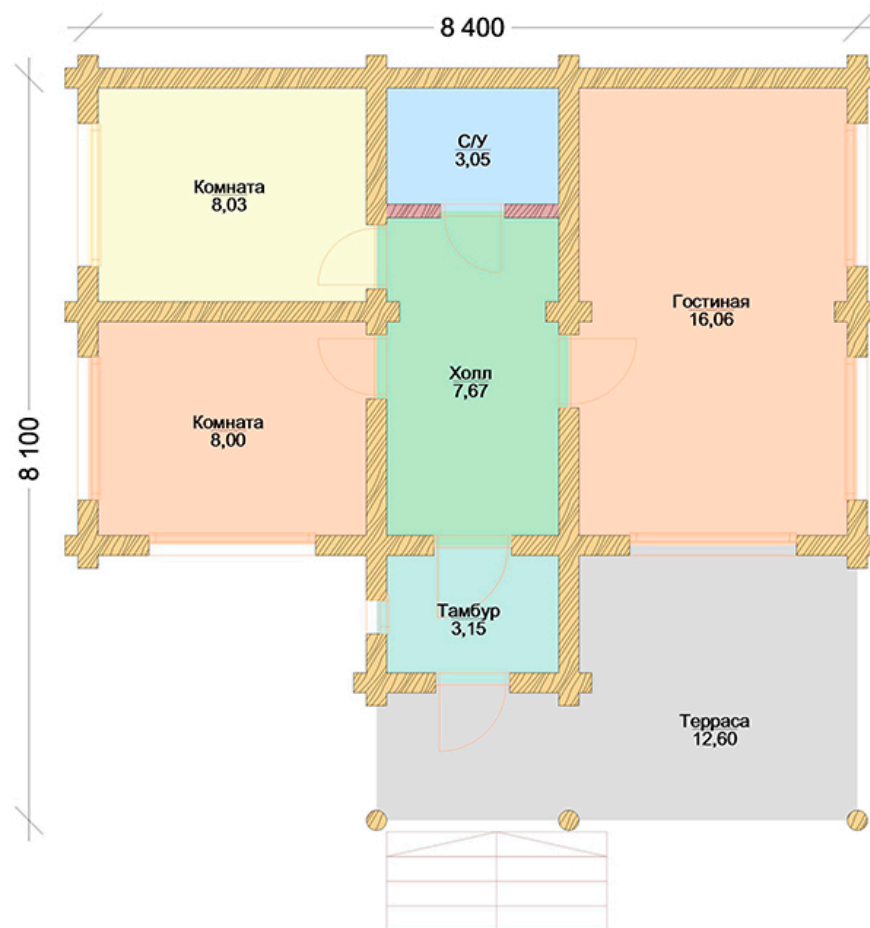 8 400
С/У
3,05
Комната
8,03
Гостиная
16,06
Холл
7,67
Комната
8,00
8 100
Тамбур
3,15
Терраса
12,60